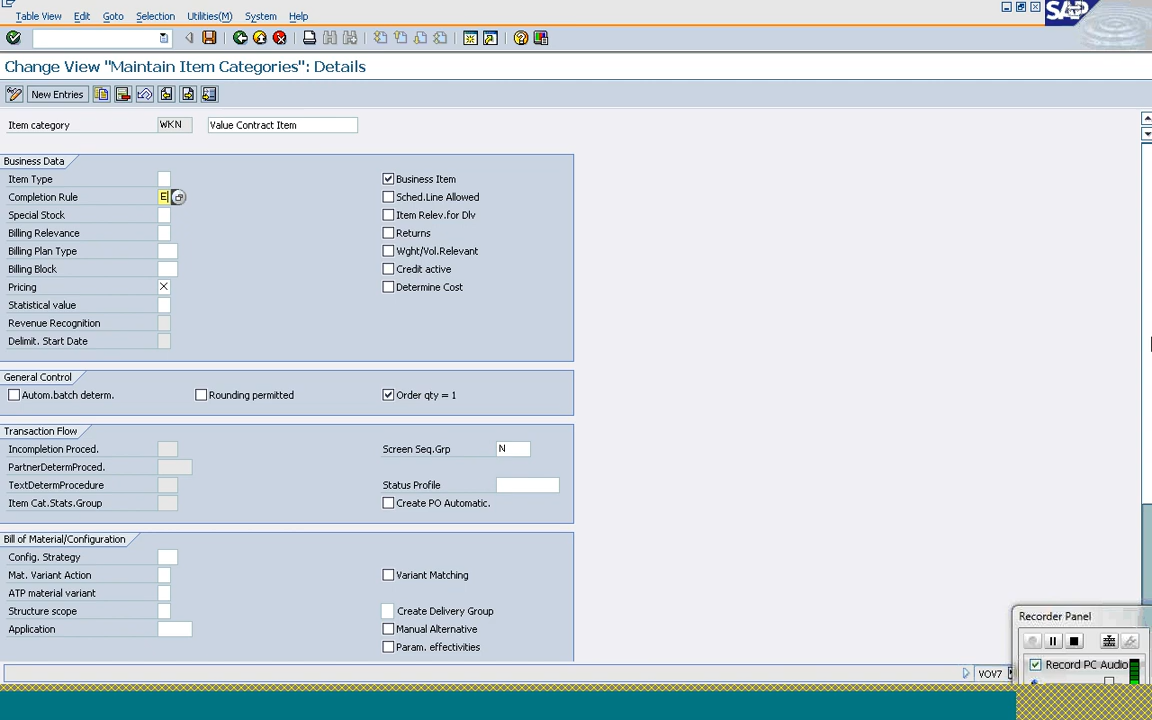 Table View Edit Goto Selection Utilities(M) System Help
SAP
Change View "Maintain Item Categories": Details
New Entries
Item category WKN Value Contract Item
Business Data
Item Type Business Item
Completion Rule E Sched.Line Allowed
Special Stock Item Relev.for Dlv
Billing Relevance Returns
Billing Plan Type Wght/Vol.Relevant
Billing Block Credit active
Pricing X Determine Cost
Statistical value
Revenue Recognition
Delimit. Start Date
General Control
Autom.batch determ. Rounding permitted Order qty = 1
Transaction Flow
Incompletion Proced. Screen Seq.Grp N
PartnerDetermProced.
TextDetermProcedure Status Profile
Item Cat.Stats.Group Create PO Automatic.
Bill of Material/Configuration
Config. Strategy
Mat. Variant Action Variant Matching
ATP material variant
Structure scope Create Delivery Group
Application Manual Alternative
Param. effectivities
Recorder Panel
Record PC Audio
VOV7